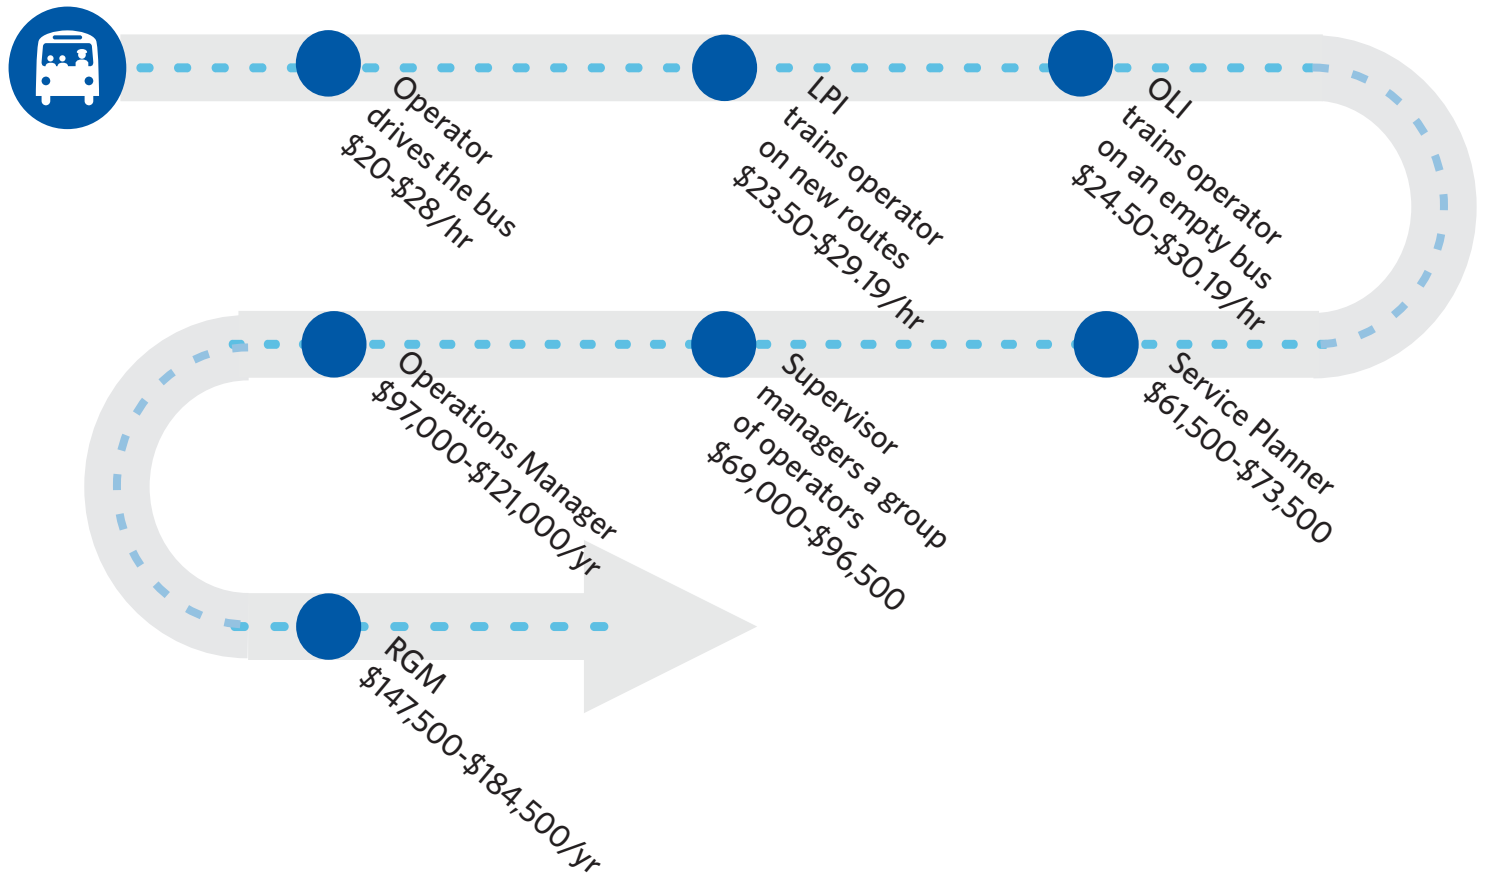 Operator
drives the bus
$20-$28/hr
LPI
trains operator
on new routes
$23.50-$29.19/hr
OLI
trains operator
on an empty bus
$24.50-$30.19/hr
Service Planner
$61,500-$73,500
Supervisor
managers a group
of operators
$69,000-$96,500
Operations Manager
$97,000-$121,000/yr
RGM
$147,500-$184,500/yr